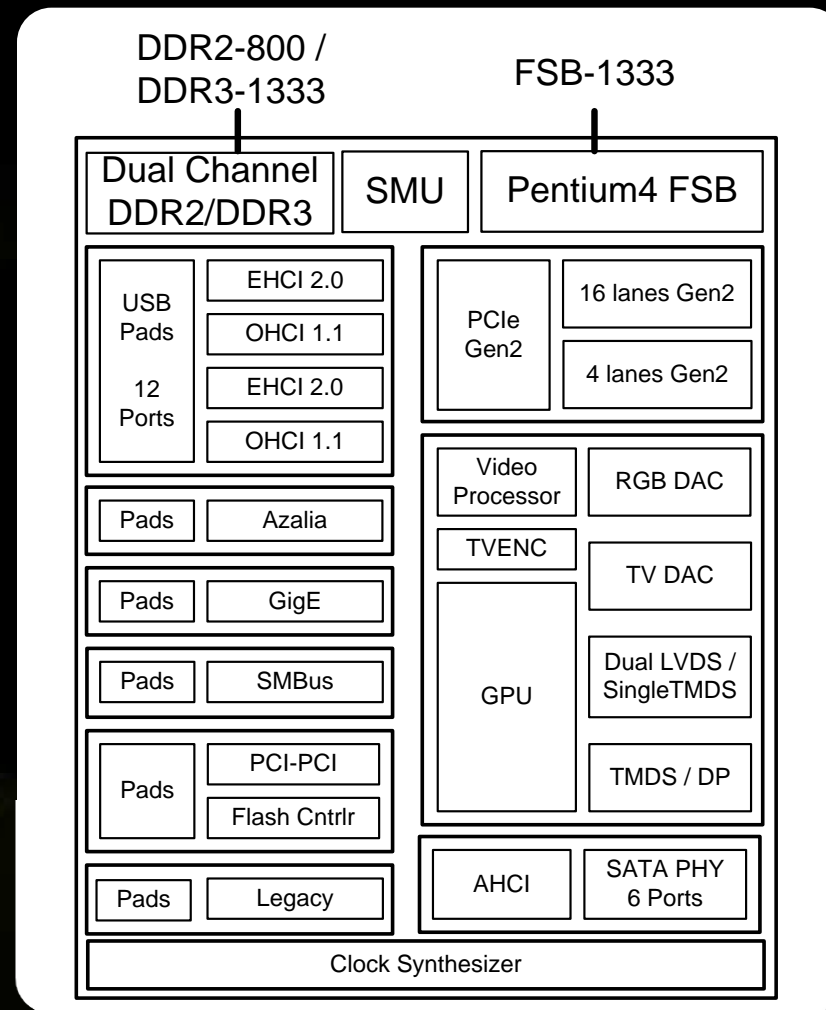 DDR2-800 /
DDR3-1333
FSB-1333
Dual Channel
DDR2/DDR3
SMU
Pentium4 FSB
USB
Pads
12
Ports
EHCI 2.0
OHCI 1.1
EHCI 2.0
OHCI 1.1
PCIe
Gen2
16 lanes Gen2
4 lanes Gen2
Pads
Azalia
Pads
GigE
Pads
SMBus
Pads
PCI-PCI
Flash Cntrlr
Pads
Legacy
Video
Processor
TVENC
GPU
RGB DAC
TV DAC
Dual LVDS /
SingleTMDS
TMDS / DP
AHCI
SATA PHY
6 Ports
Clock Synthesizer